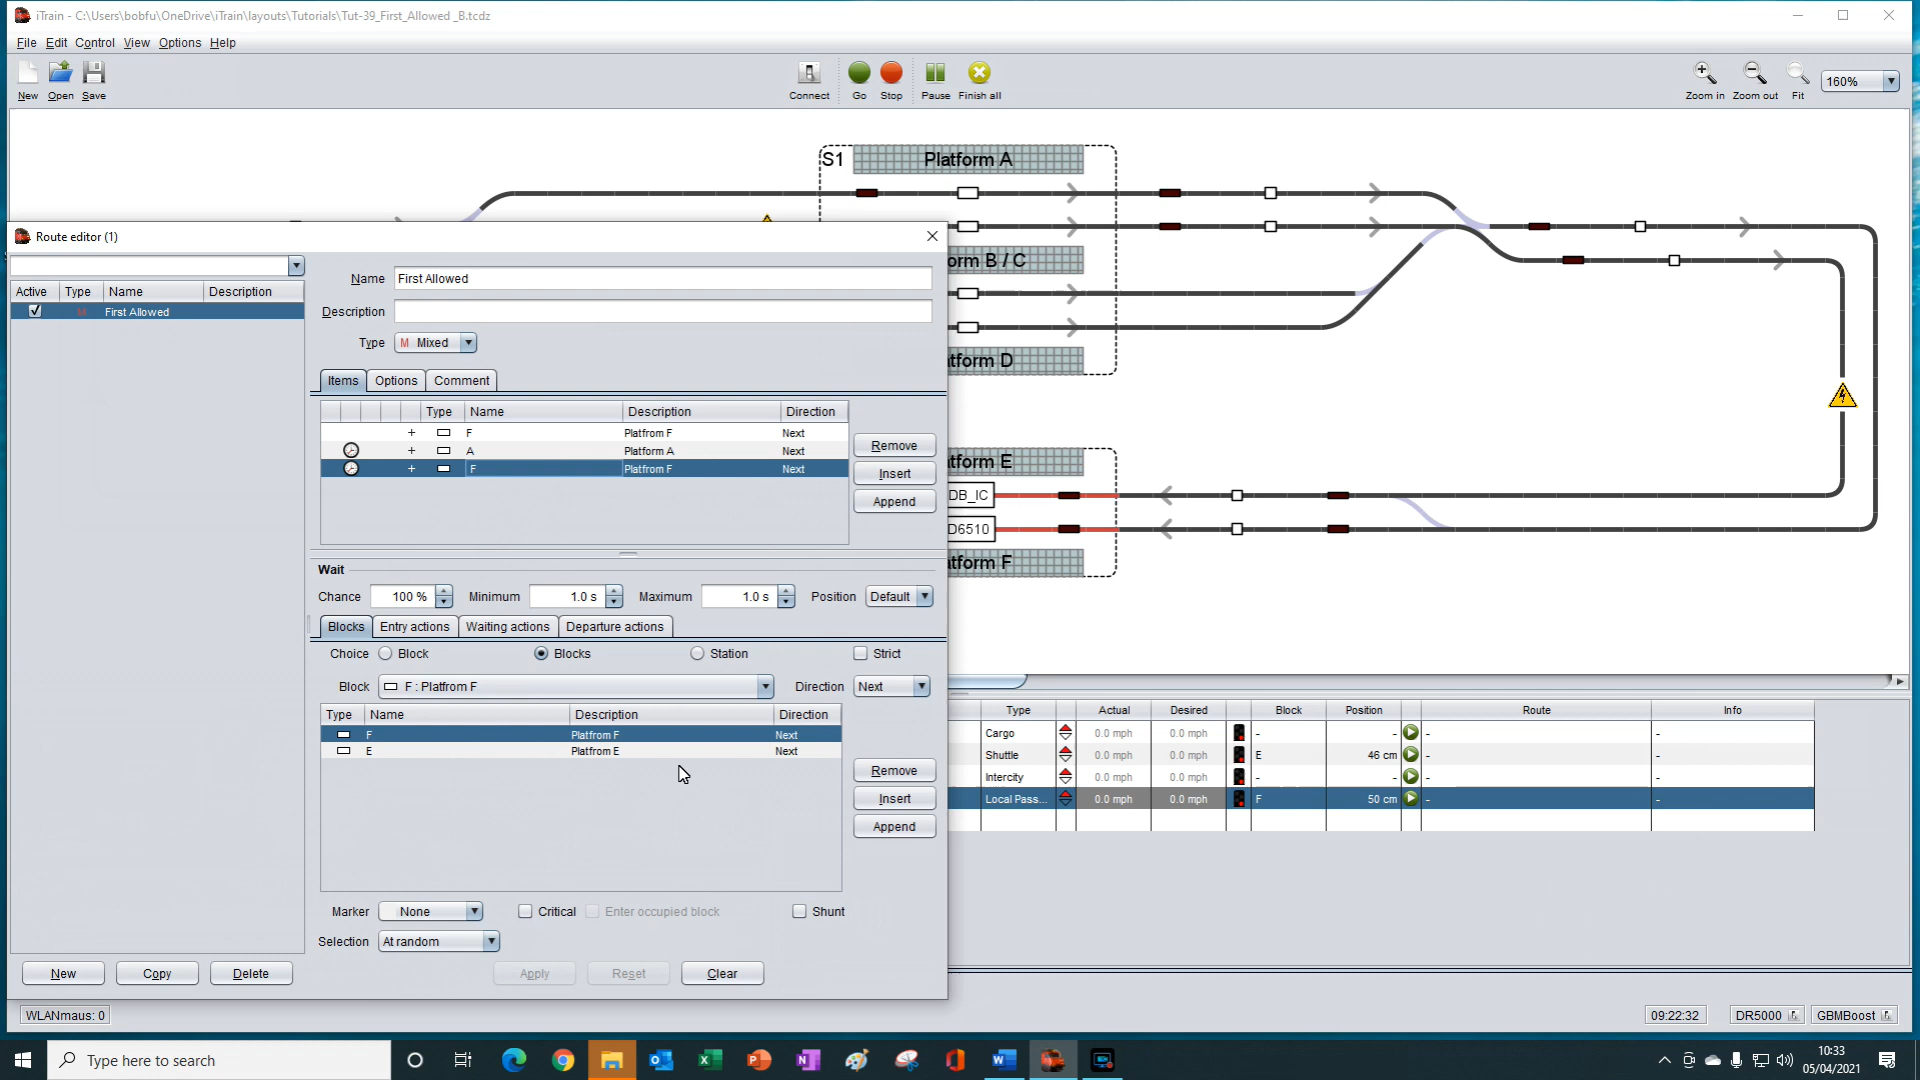 iTrain - C:\Users\bobfu\OneDrive\iTrain\layouts\Tutorials\Tut-39_First_Allowed _B.tcdz
File Edit Control View Options Help
New Open Save Connect Go Stop Pause Finish all Zoom in Zoom out Fit 160%
S1 Platform A
orm B / C
tform D
tform E
DB_IC
D6510
tform F
Route editor (1)
Active Type Name Description
M First Allowed
Name First Allowed
Description
Type M Mixed
Items Options Comment
Type Name Description Direction
+ F Platfrom F Next
+ A Platform A Next
+ F Platfrom F Next
Remove
Insert
Append
Wait
Chance 100 % Minimum 1.0 s Maximum 1.0 s Position Default
Blocks Entry actions Waiting actions Departure actions
Choice Block Blocks Station Strict
Block F : Platfrom F Direction Next
Type Name Description Direction
F Platfrom F Next
E Platfrom E Next
Remove
Insert
Append
Marker None Critical Enter occupied block Shunt
Selection At random
New Copy Delete Apply Reset Clear
Type Actual Desired Block Position Route Info
Cargo 0.0 mph 0.0 mph - - - -
Shuttle 0.0 mph 0.0 mph E 46 cm - -
Intercity 0.0 mph 0.0 mph - - - -
Local Pass... 0.0 mph 0.0 mph F 50 cm - -
WLANmaus: 0 09:22:32 DR5000 GBMBoost
Type here to search
10:33
05/04/2021